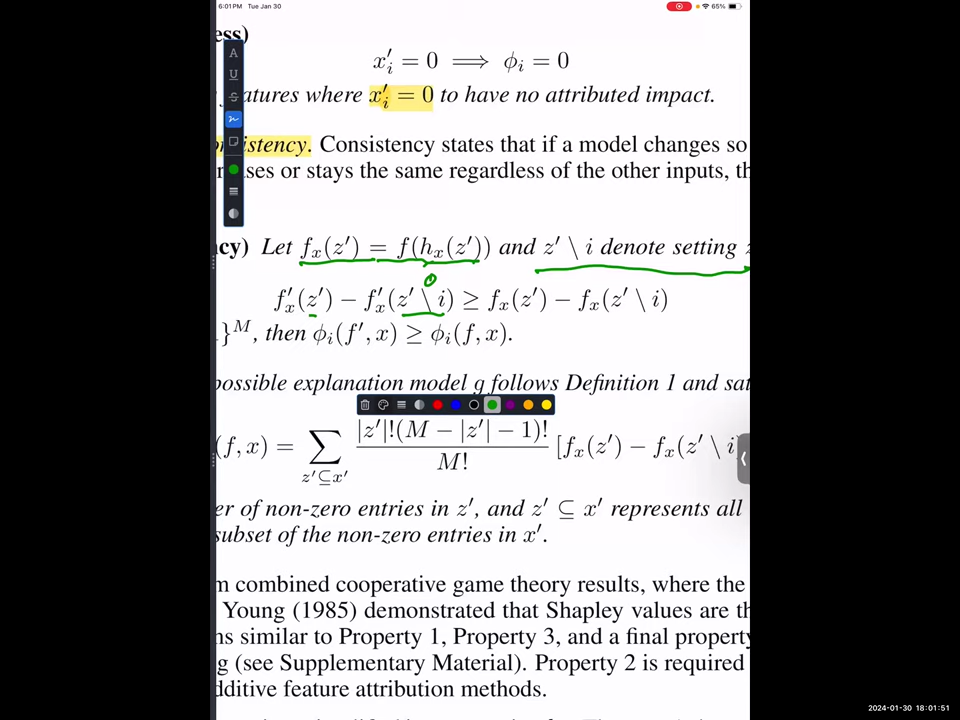 6:01 PM Tue Jan 30
65%
ess)
x′ᵢ = 0 ⟹ ϕᵢ = 0
features where x′ᵢ = 0 to have no attributed impact.
istency. Consistency states that if a model changes so
ses or stays the same regardless of the other inputs, th
cy) Let fₓ(z′) = f(hₓ(z′)) and z′ \ i denote setting z
f′ₓ(z′) − f′ₓ(z′ \ i) ≥ fₓ(z′) − fₓ(z′ \ i)
}ᴹ, then ϕᵢ(f′, x) ≥ ϕᵢ(f, x).
possible explanation model g follows Definition 1 and sat
(f, x) = ∑_{z′⊆x′} |z′|!(M − |z′| − 1)! / M! [fₓ(z′) − fₓ(z′ \ i
er of non-zero entries in z′, and z′ ⊆ x′ represents all
subset of the non-zero entries in x′.
m combined cooperative game theory results, where the
Young (1985) demonstrated that Shapley values are th
ns similar to Property 1, Property 3, and a final property
g (see Supplementary Material). Property 2 is required
dditive feature attribution methods.
2024-01-30 18:01:51